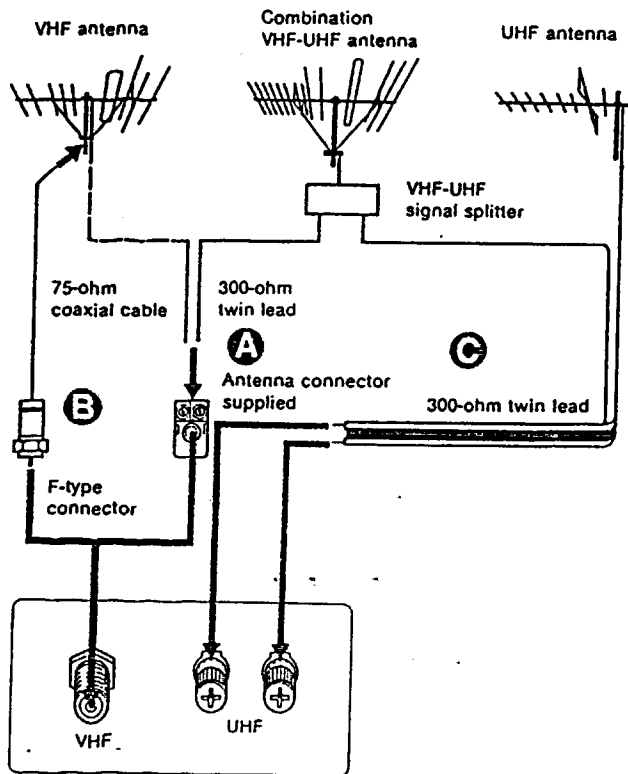 VHF antenna
Combination
VHF-UHF antenna
UHF antenna
VHF-UHF
signal splitter
75-ohm
coaxial cable
300-ohm
twin lead
A
C
B
Antenna connector
supplied
300-ohm twin lead
F-type
connector
VHF
UHF